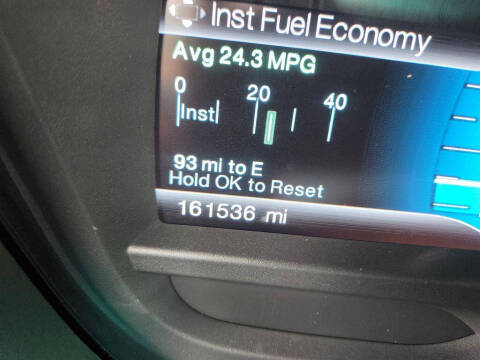 Inst Fuel Economy
Avg 24.3 MPG
0 20 40
Inst
93 mi to E
Hold OK to Reset
161536 mi